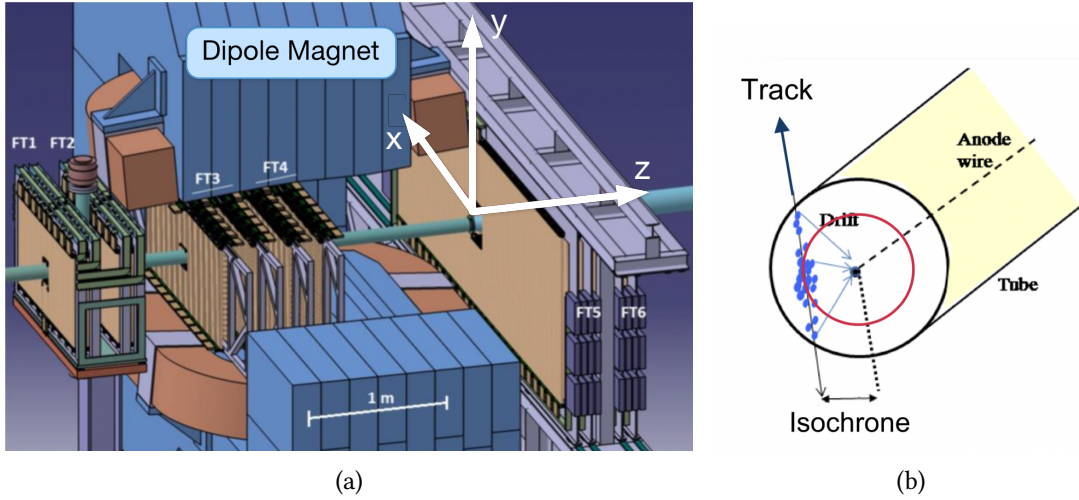 Dipole Magnet
y
x
z
FT1
FT2
FT3
FT4
FT5
FT6
1 m
(a)
Track
Anode
wire
Drift
Tube
Isochrone
(b)